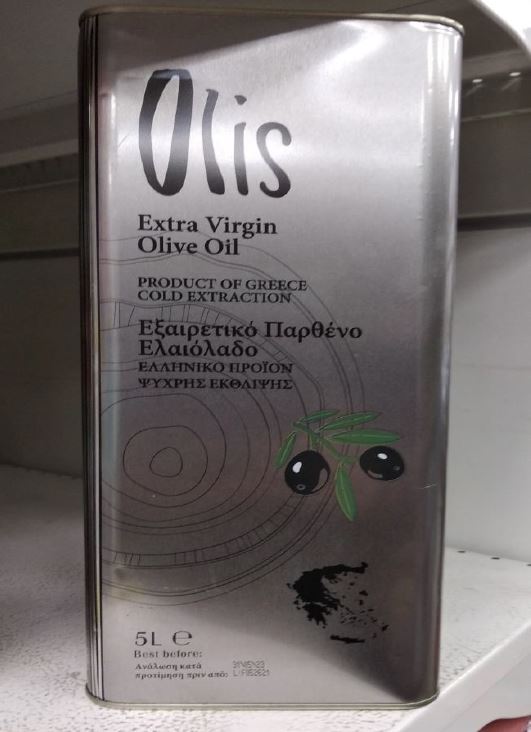 Olis
Extra Virgin
Olive Oil
PRODUCT OF GREECE
COLD EXTRACTION
Εξαιρετικό Παρθένο
Ελαιόλαδο
ΕΛΛΗΝΙΚΟ ΠΡΟΪΟΝ
ΨΥΧΡΗΣ ΕΚΘΛΙΨΗΣ
5L ℮
Best before:
Ανάλωση κατά
προτίμηση πριν από: